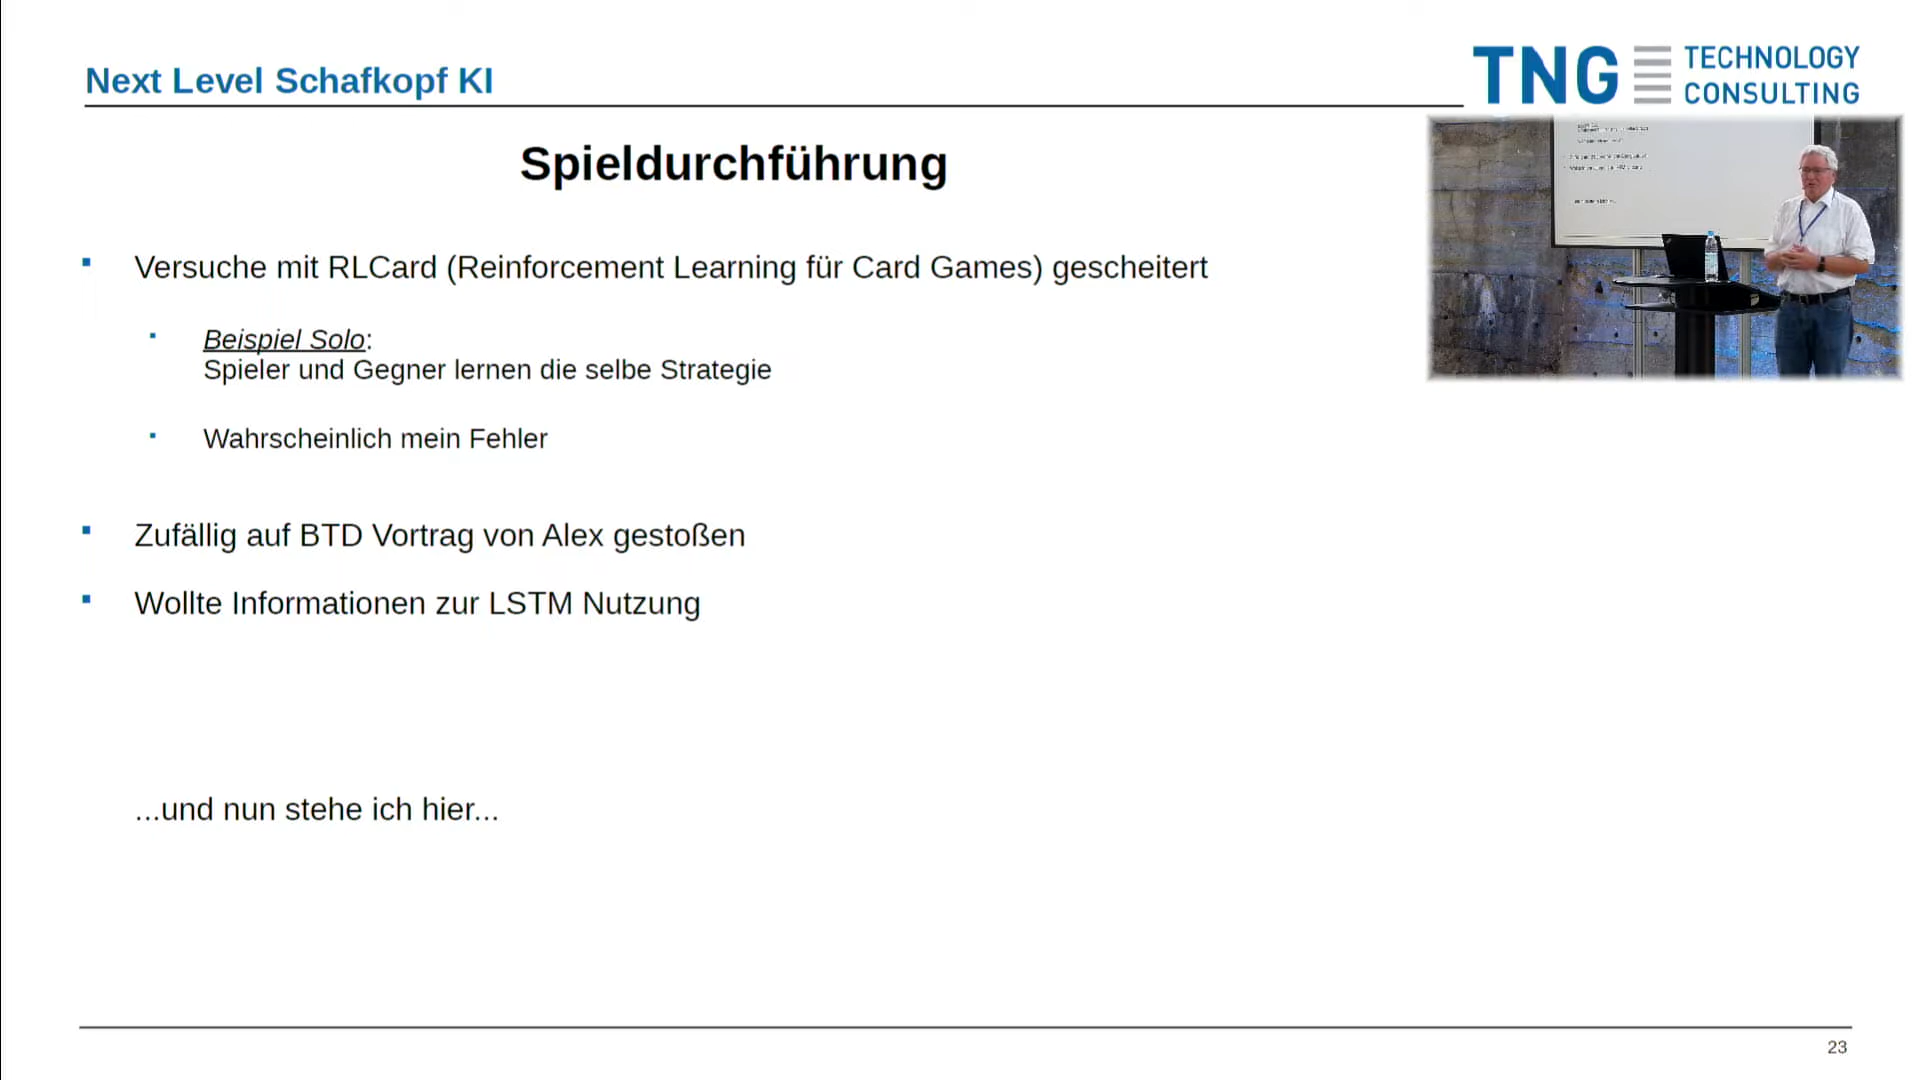 Next Level Schafkopf KI
TNG TECHNOLOGY CONSULTING
Spieldurchführung
Versuche mit RLCard (Reinforcement Learning für Card Games) gescheitert
Beispiel Solo:
Spieler und Gegner lernen die selbe Strategie
Wahrscheinlich mein Fehler
Zufällig auf BTD Vortrag von Alex gestoßen
Wollte Informationen zur LSTM Nutzung
...und nun stehe ich hier...
23